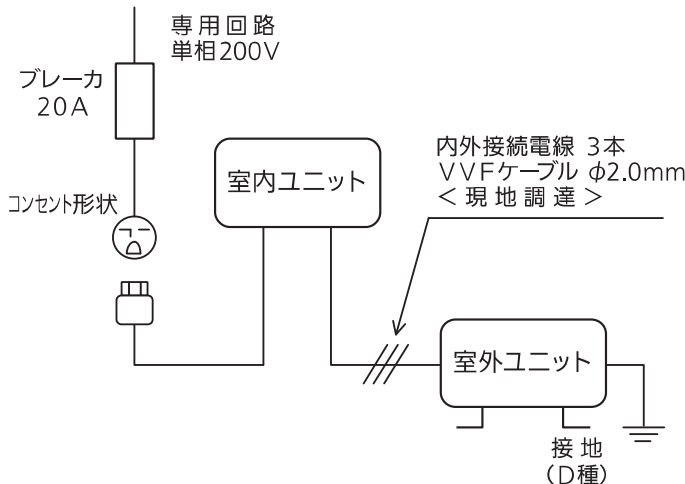 専用回路
単相200V
ブレーカ
20A
コンセント形状
室内ユニット
内外接続電線 3本
VVFケーブル φ2.0mm
<現地調達>
室外ユニット
接地
(D種)